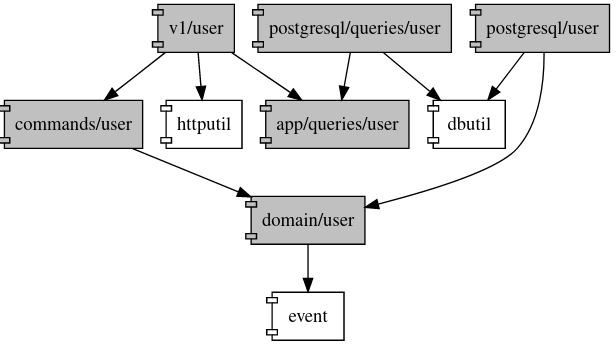 v1/user
postgresql/queries/user
postgresql/user
commands/user
httputil
app/queries/user
dbutil
domain/user
event